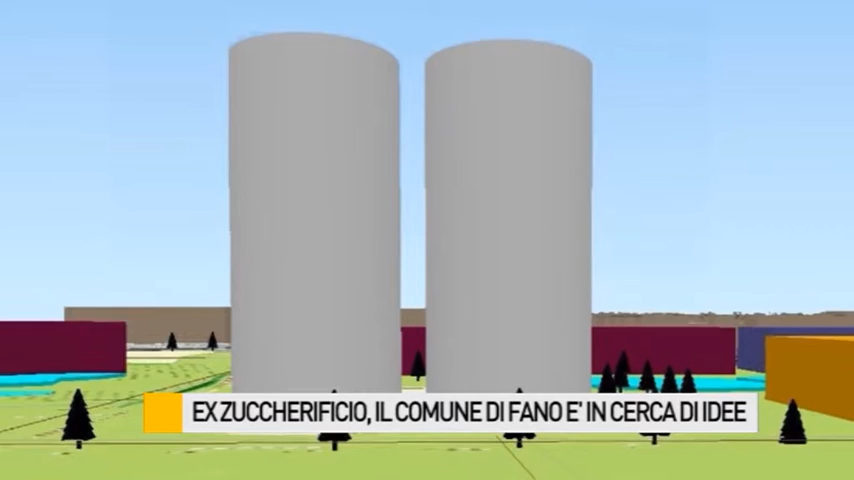 EX ZUCCHERIFICIO, IL COMUNE DI FANO E' IN CERCA DI IDEE